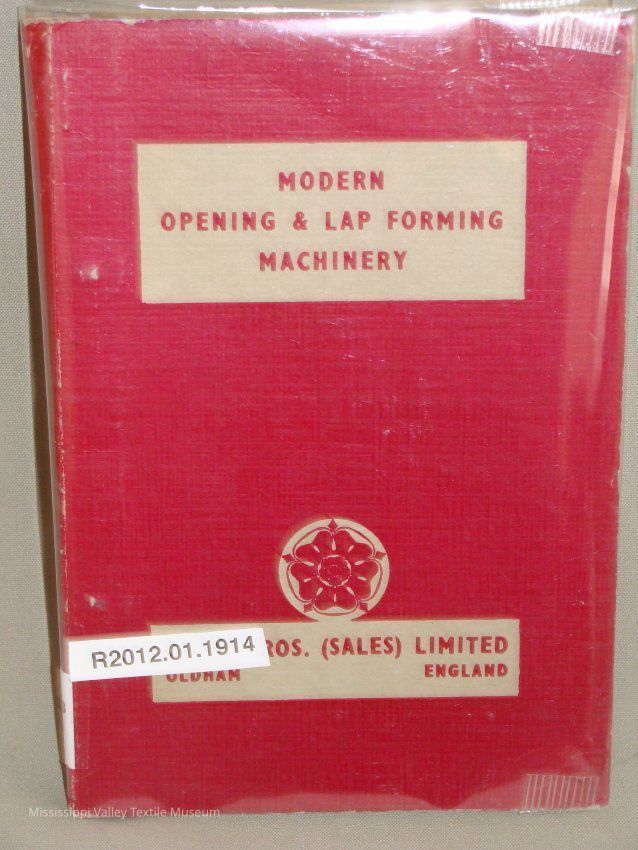 MODERN
OPENING & LAP FORMING
MACHINERY
ROS. (SALES) LIMITED
OLDHAM ENGLAND
R2012.01.1914
Mississippi Valley Textile Museum